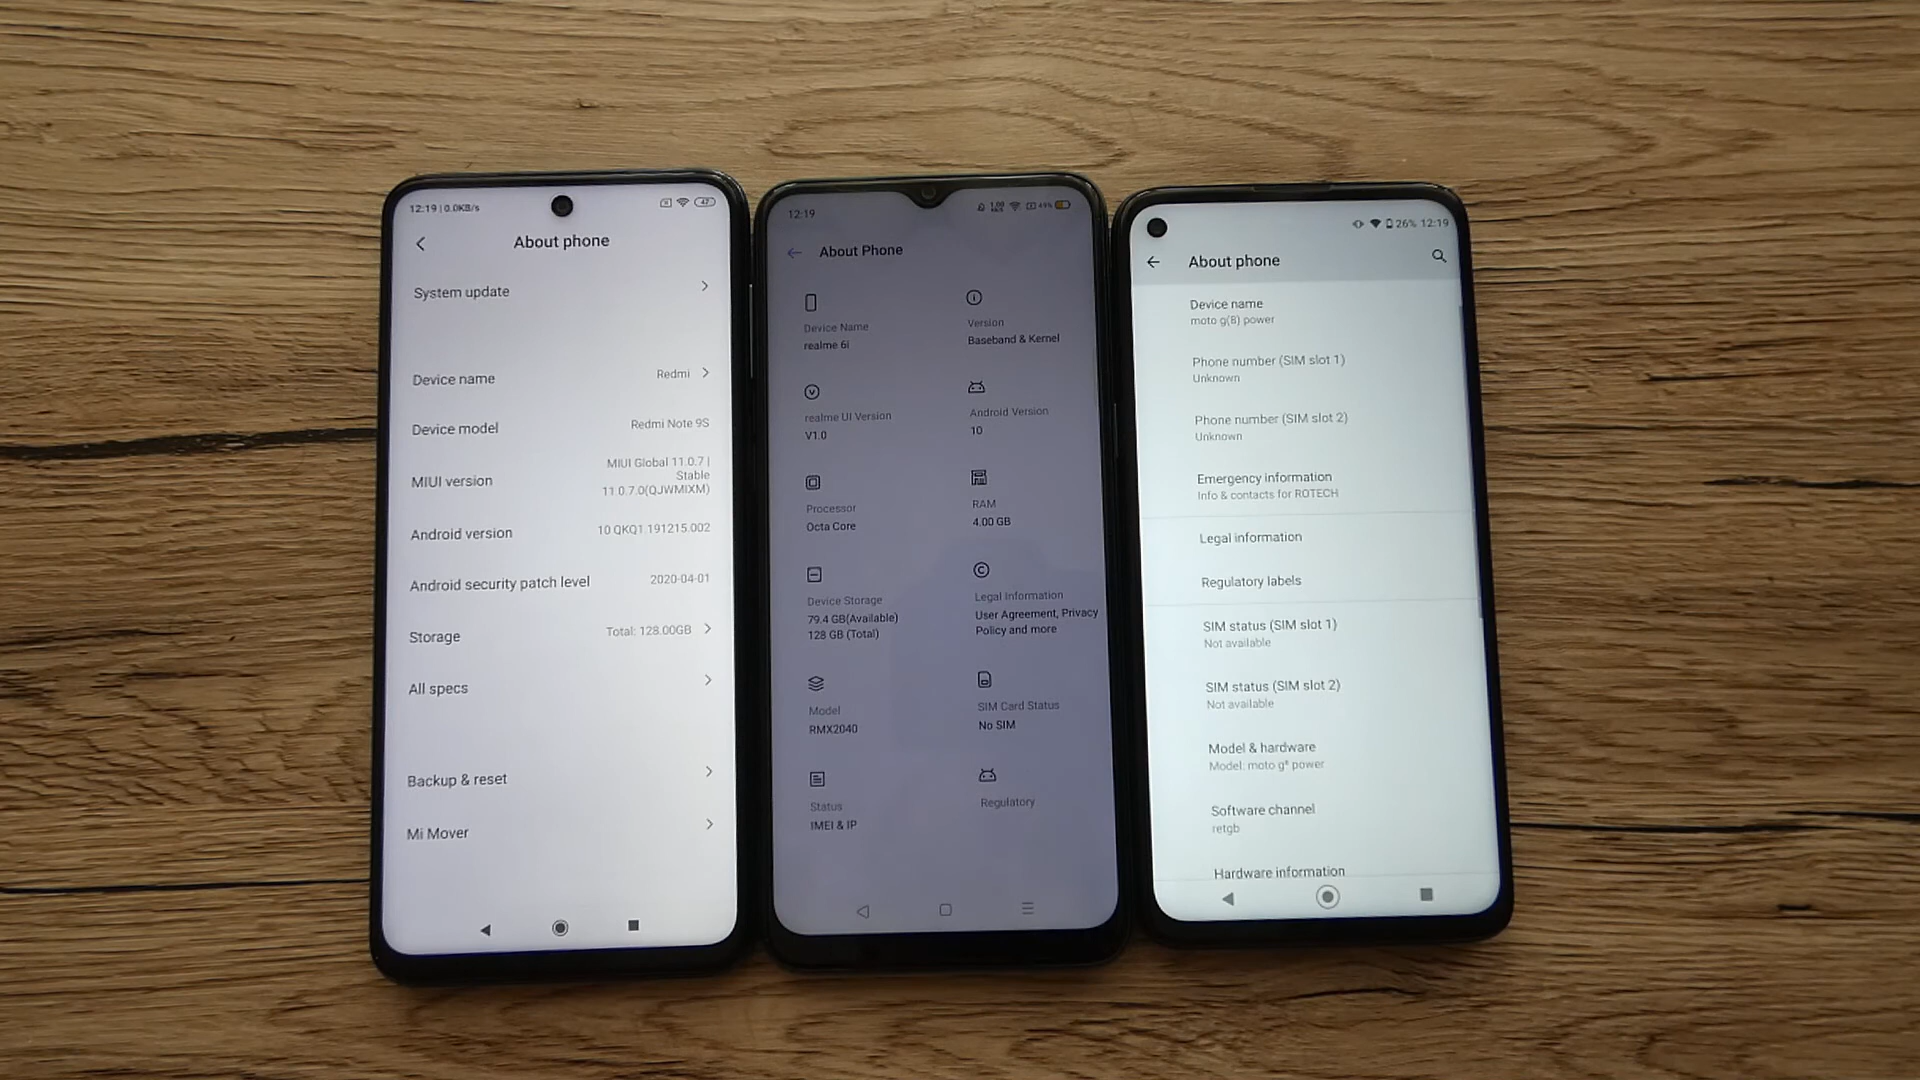 12:19 | 0.0KB/s
47
About phone
System update
Device name
Redmi
Device model
Redmi Note 9S
MIUI version
MIUI Global 11.0.7 |
Stable
11.0.7.0(QJWMIXM)
Android version
10 QKQ1.191215.002
Android security patch level
2020-04-01
Storage
Total: 128.00GB
All specs
Backup & reset
Mi Mover
12:19
49%
About Phone
Device Name
realme 6i
Version
Baseband & Kernel
realme UI Version
V1.0
Android Version
10
Processor
Octa Core
RAM
4.00 GB
Device Storage
79.4 GB(Available)
128 GB (Total)
Legal Information
User Agreement, Privacy
Policy and more
Model
RMX2040
SIM Card Status
No SIM
Status
IMEI & IP
Regulatory
26% 12:19
About phone
Device name
moto g(8) power
Phone number (SIM slot 1)
Unknown
Phone number (SIM slot 2)
Unknown
Emergency information
Info & contacts for ROTECH
Legal information
Regulatory labels
SIM status (SIM slot 1)
Not available
SIM status (SIM slot 2)
Not available
Model & hardware
Model: moto g⁸ power
Software channel
retgb
Hardware information